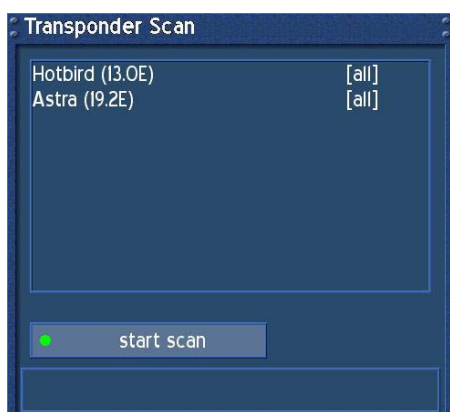 Transponder Scan
Hotbird (13.0E) [all]
Astra (19.2E) [all]
start scan